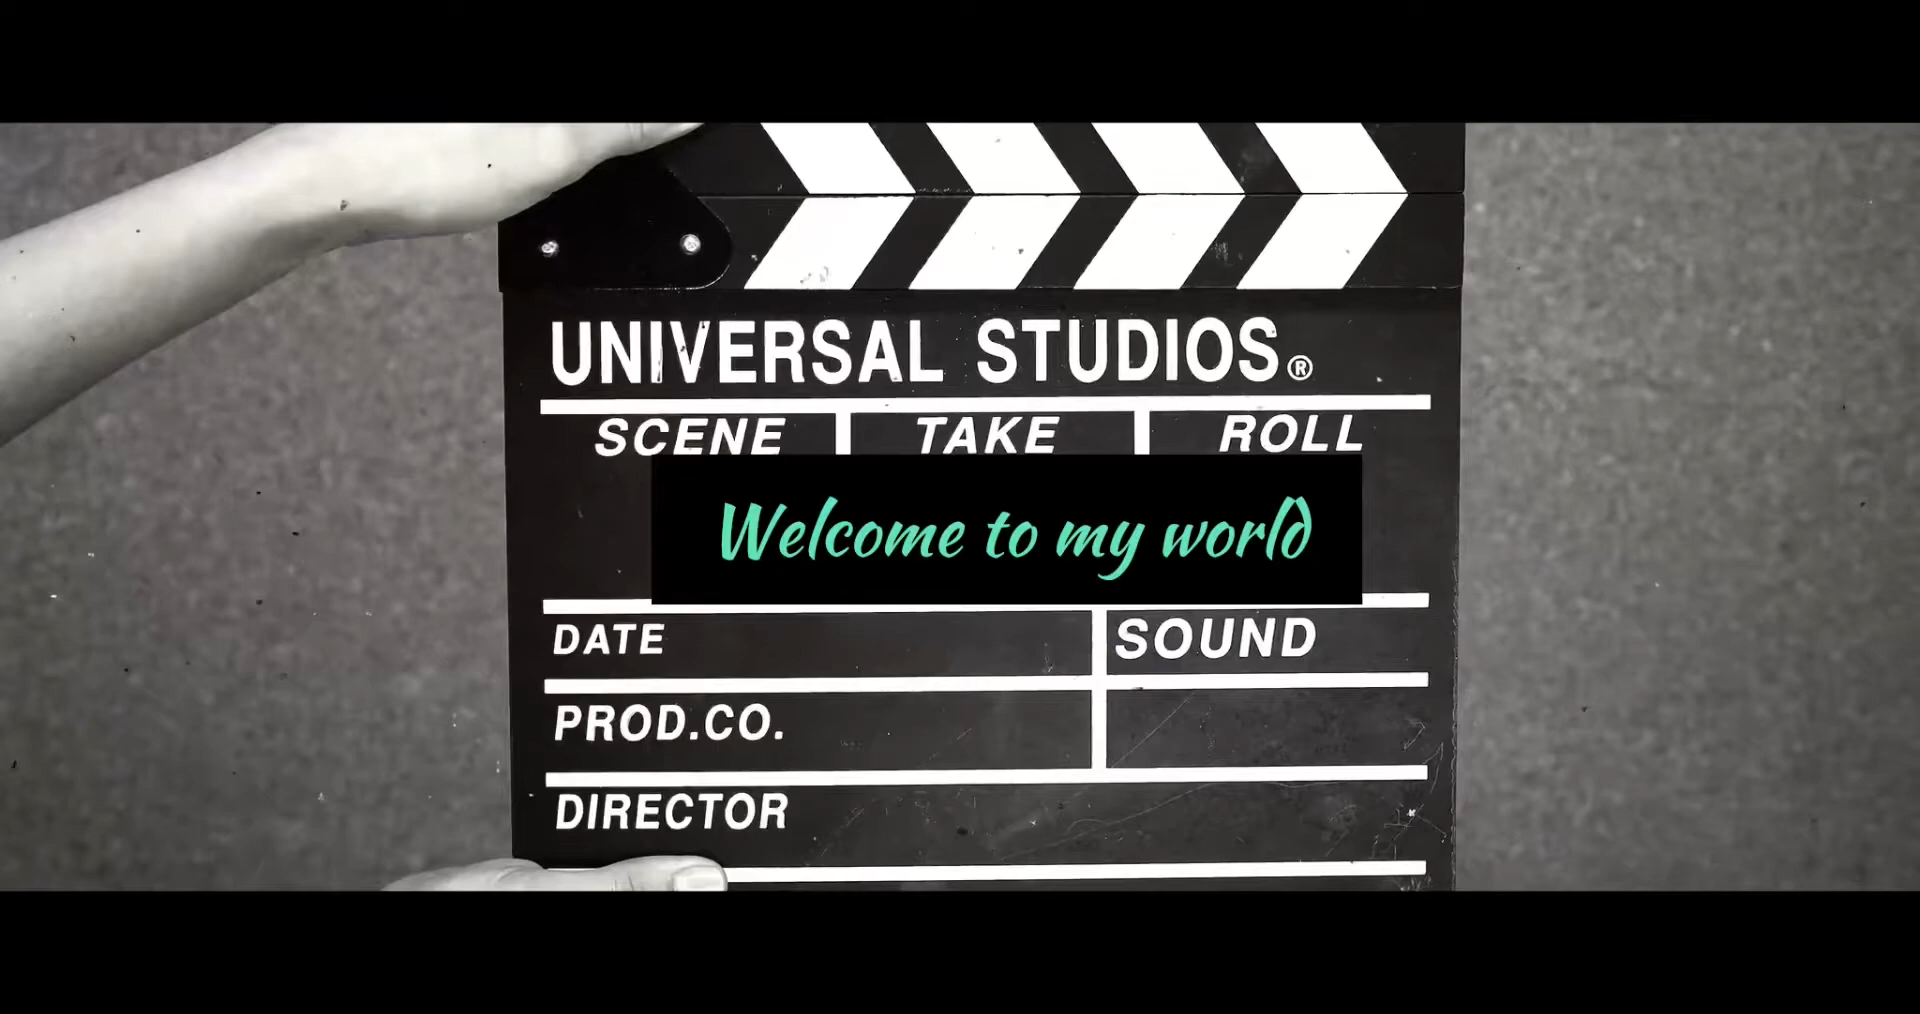 UNIVERSAL STUDIOS®
SCENE TAKE ROLL
Welcome to my world
DATE SOUND
PROD.CO.
DIRECTOR